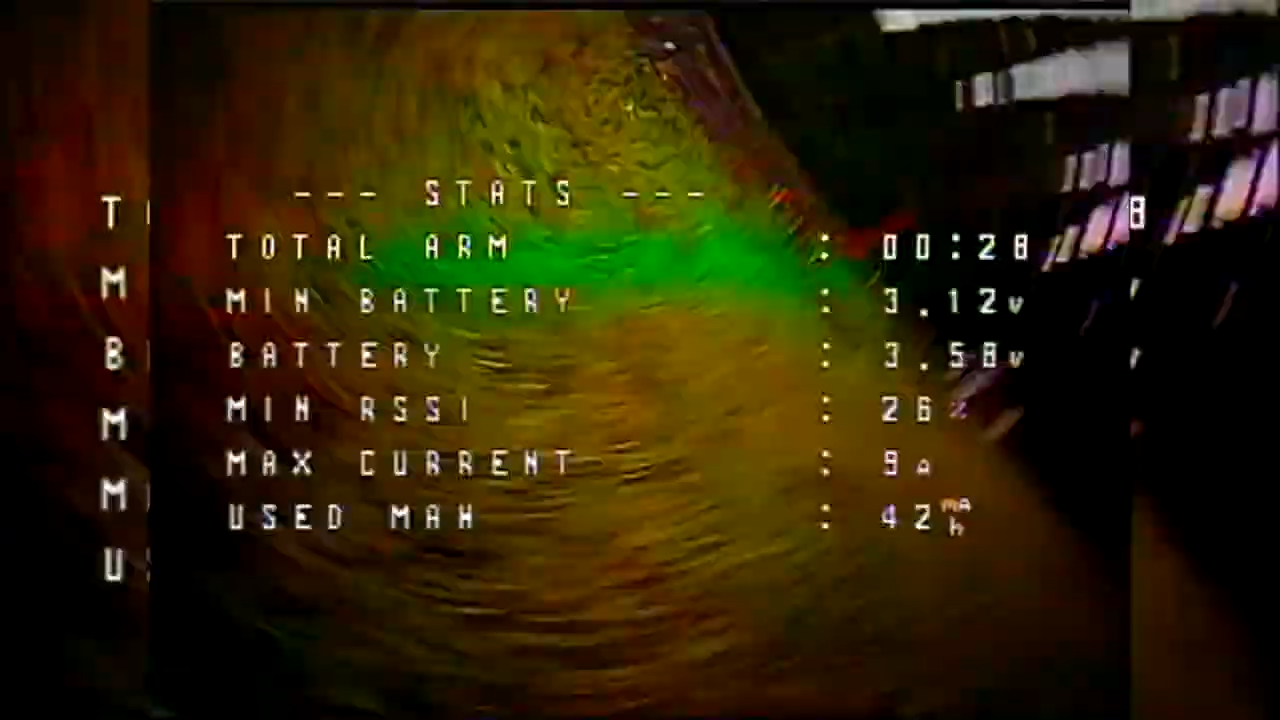 --- STATS ---
TOTAL ARM : 00:28
MIN BATTERY : 3.12v
BATTERY : 3.58v
MIN RSSI : 26%
MAX CURRENT : 9A
USED MAH : 42mAh